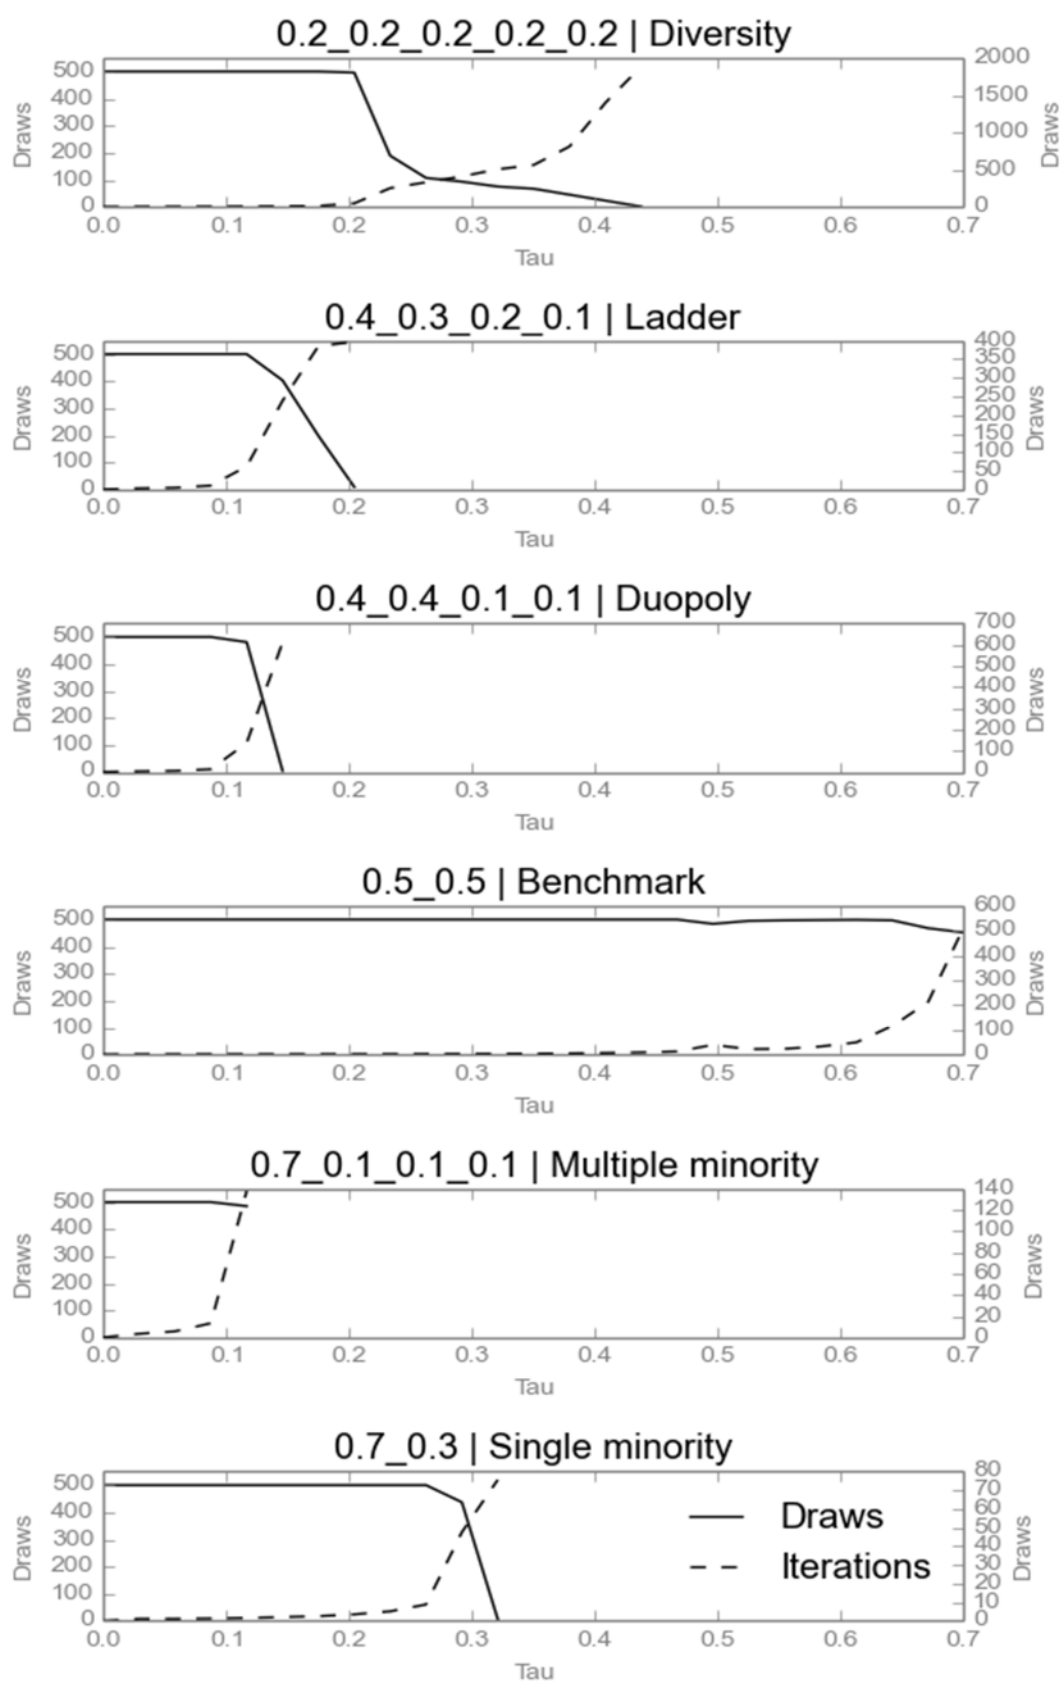 0.2_0.2_0.2_0.2_0.2 | Diversity
500
400
300
200
100
0
Draws
2000
1500
1000
500
0
Draws
0.0 0.1 0.2 0.3 0.4 0.5 0.6 0.7
Tau
0.4_0.3_0.2_0.1 | Ladder
500
400
300
200
100
0
Draws
400
350
300
250
200
150
100
50
0
Draws
0.0 0.1 0.2 0.3 0.4 0.5 0.6 0.7
Tau
0.4_0.4_0.1_0.1 | Duopoly
500
400
300
200
100
0
Draws
700
600
500
400
300
200
100
0
Draws
0.0 0.1 0.2 0.3 0.4 0.5 0.6 0.7
Tau
0.5_0.5 | Benchmark
500
400
300
200
100
0
Draws
600
500
400
300
200
100
0
Draws
0.0 0.1 0.2 0.3 0.4 0.5 0.6 0.7
Tau
0.7_0.1_0.1_0.1 | Multiple minority
500
400
300
200
100
0
Draws
140
120
100
80
60
40
20
0
Draws
0.0 0.1 0.2 0.3 0.4 0.5 0.6 0.7
Tau
0.7_0.3 | Single minority
500
400
300
200
100
0
Draws
Draws
Iterations
80
70
60
50
40
30
20
10
0
Draws
0.0 0.1 0.2 0.3 0.4 0.5 0.6 0.7
Tau